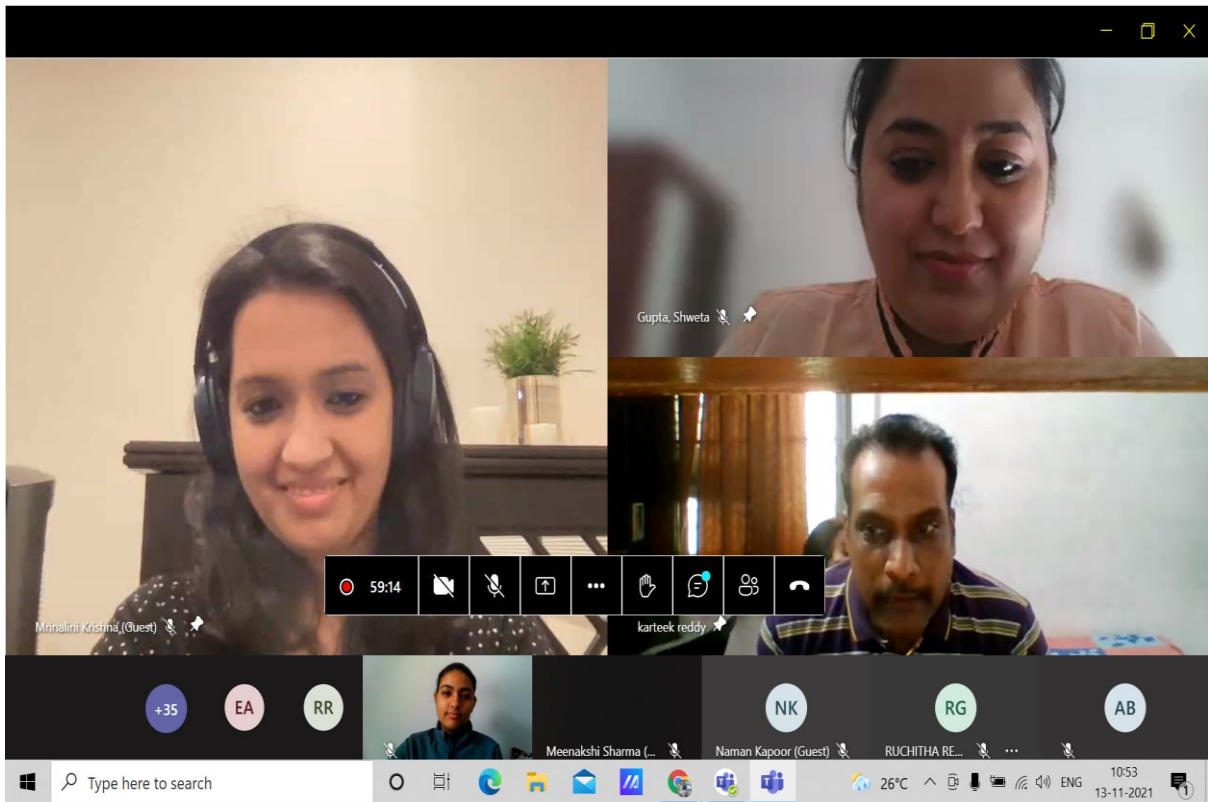 Gupta, Shweta
59:14
Mrinalini Krishna (Guest)
karteek reddy
+35
EA
RR
Meenakshi Sharma (...
NK
Naman Kapoor (Guest)
RG
RUCHITHA RE...
...
AB
Type here to search
26°C
ENG
10:53
13-11-2021
1